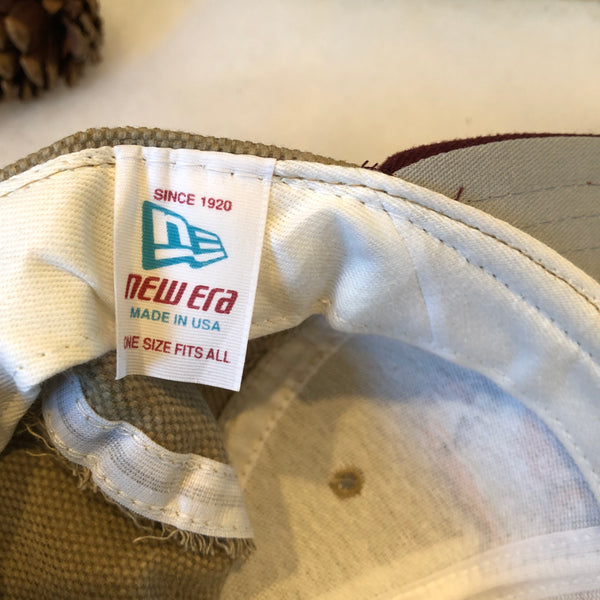 SINCE 1920
new era
MADE IN USA
ONE SIZE FITS ALL